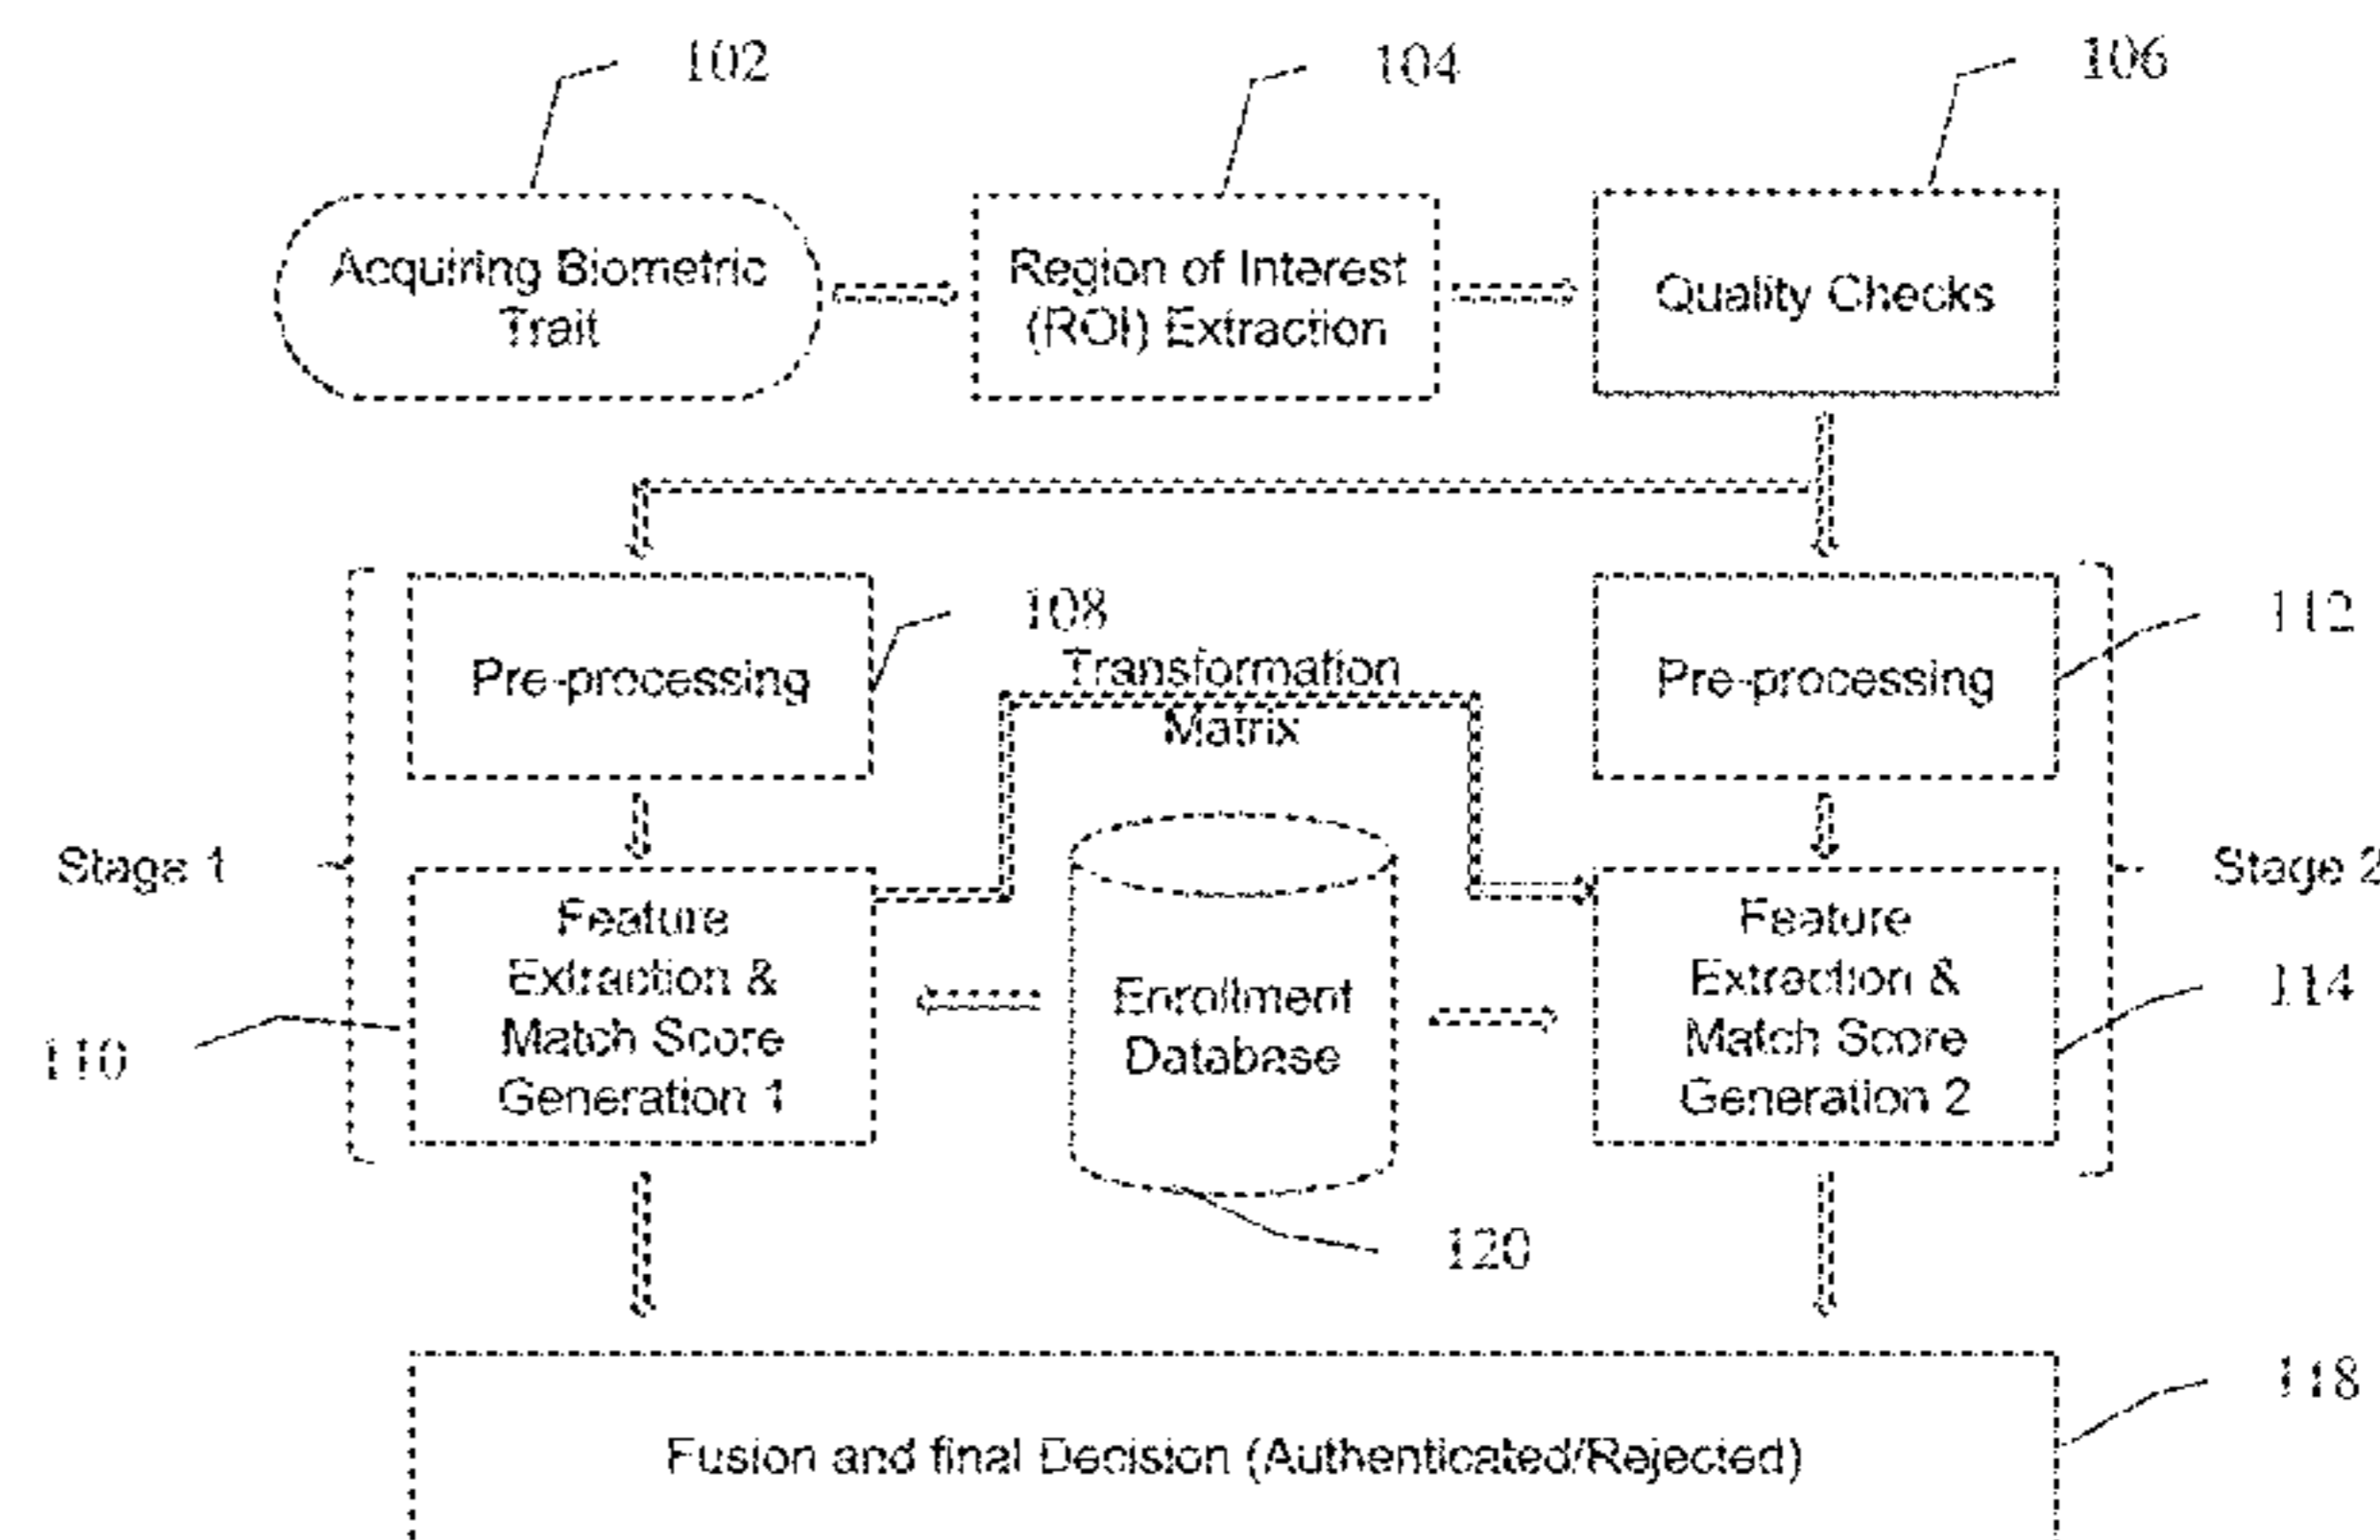 102
104
106
Acquiring Biometric
Trait
Region of Interest
(ROI) Extraction
Quality Checks
108
112
Pre-processing
Transformation
Matrix
Pre-processing
Stage 1
Stage 2
Feature
Extraction &
Match Score
Generation 1
Enrollment
Database
Feature
Extraction &
Match Score
Generation 2
110
114
120
118
Fusion and final Decision (Authenticated/Rejected)